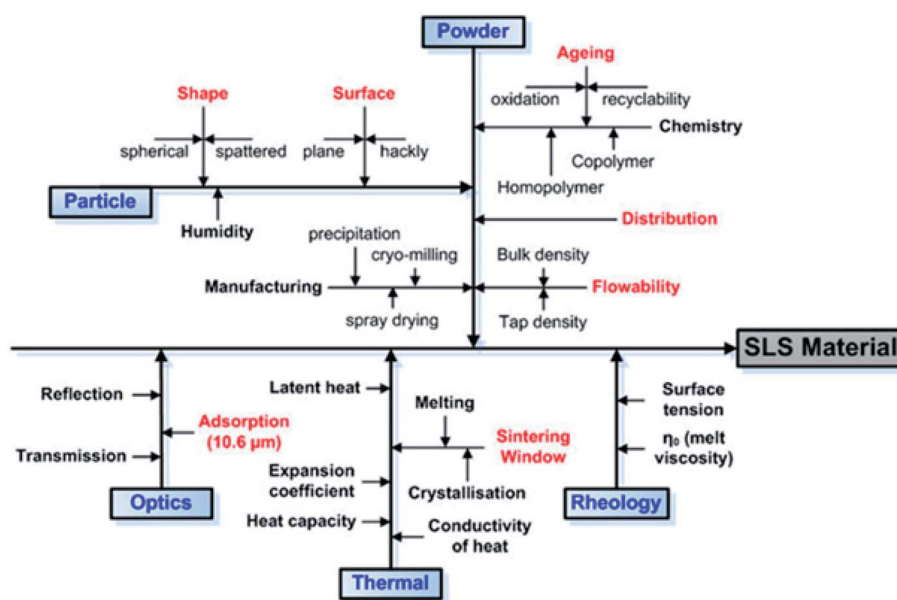 Powder
Ageing
oxidation
recyclability
Chemistry
Copolymer
Homopolymer
Shape
spherical
spattered
Surface
plane
hackly
Particle
Humidity
Distribution
precipitation
cryo-milling
Manufacturing
spray drying
Bulk density
Flowability
Tap density
SLS Material
Reflection
Adsorption
(10.6 µm)
Transmission
Optics
Latent heat
Melting
Sintering
Window
Expansion
coefficient
Crystallisation
Heat capacity
Conductivity
of heat
Thermal
Surface
tension
η₀ (melt
viscosity)
Rheology